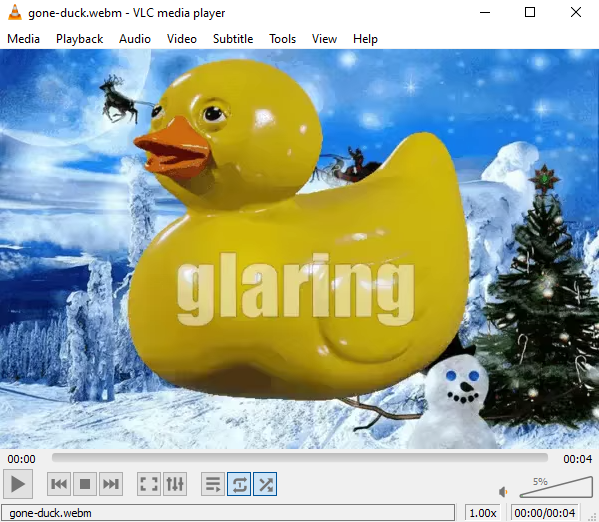 gone-duck.webm - VLC media player
Media Playback Audio Video Subtitle Tools View Help
glaring
00:00 00:04
5%
gone-duck.webm 1.00x 00:00/00:04